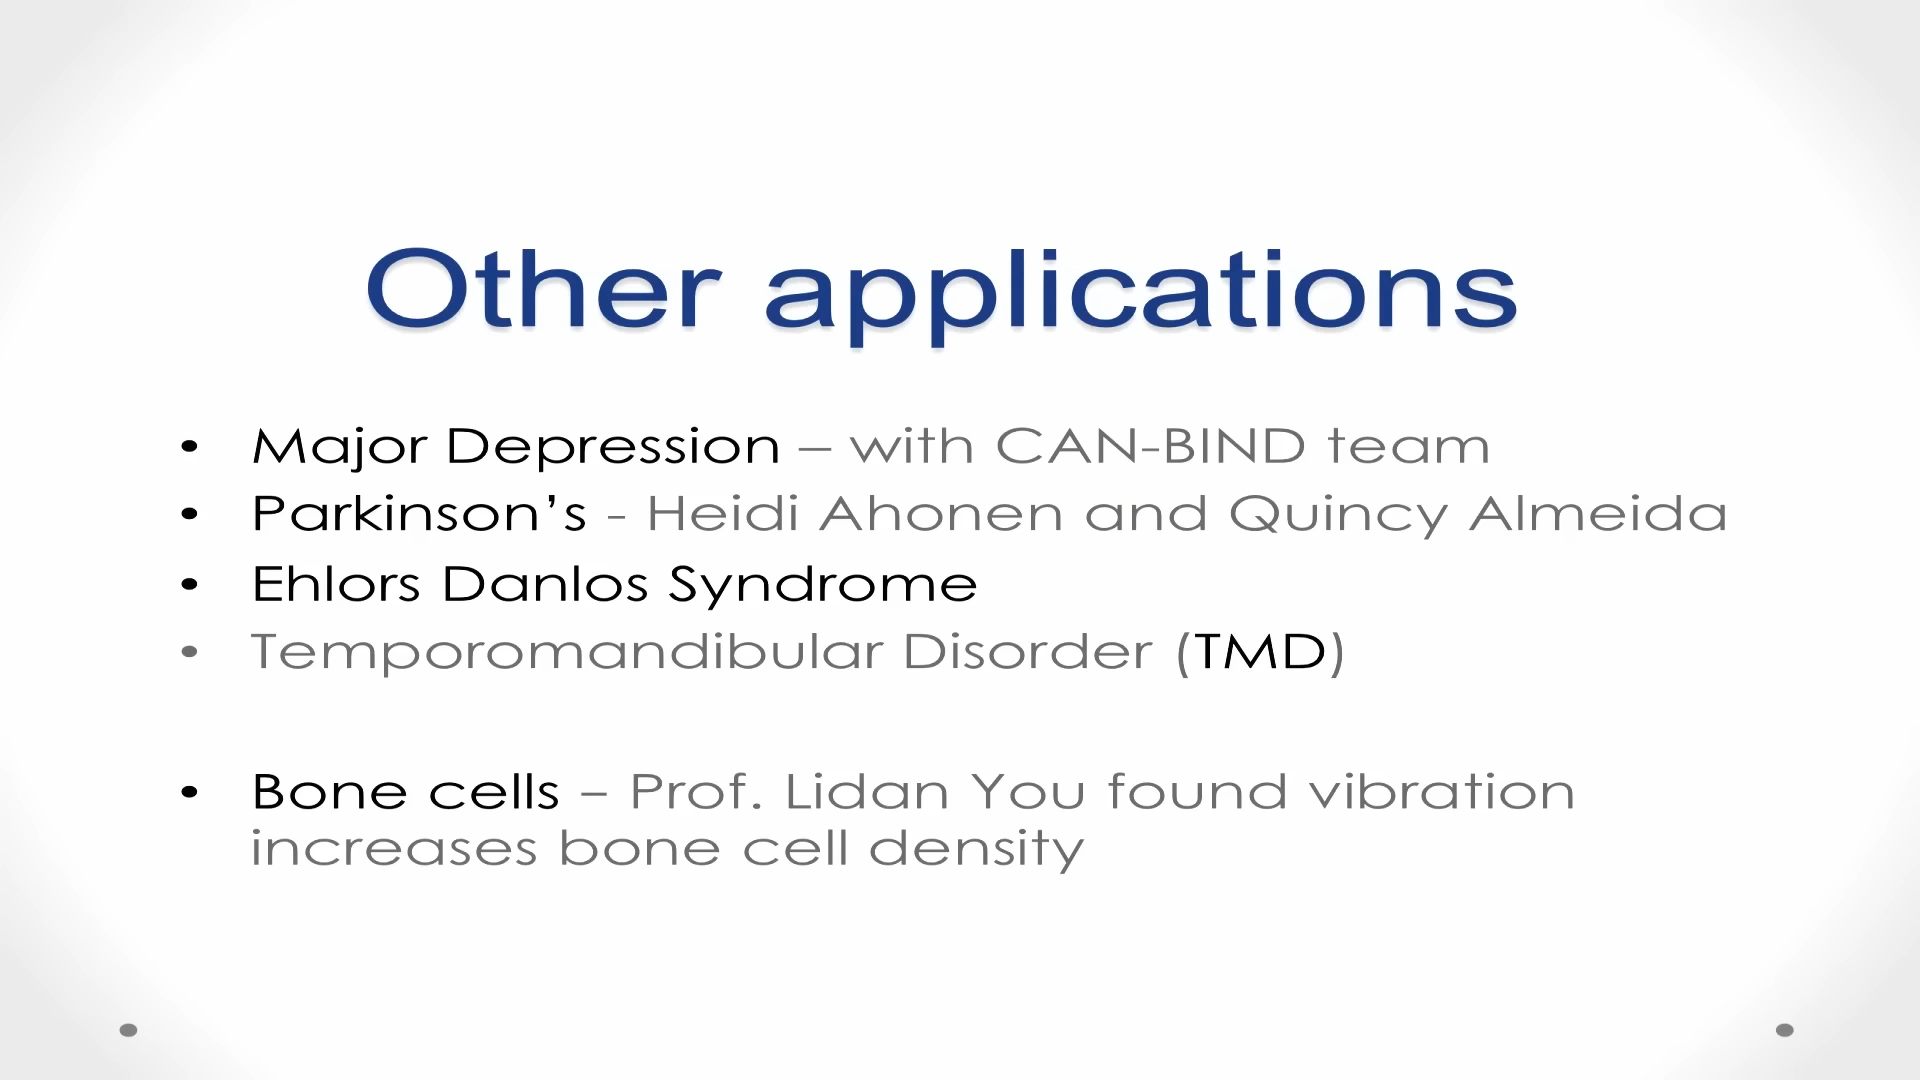 Other applications
• Major Depression – with CAN-BIND team
• Parkinson’s - Heidi Ahonen and Quincy Almeida
• Ehlors Danlos Syndrome
• Temporomandibular Disorder (TMD)
• Bone cells – Prof. Lidan You found vibration
increases bone cell density